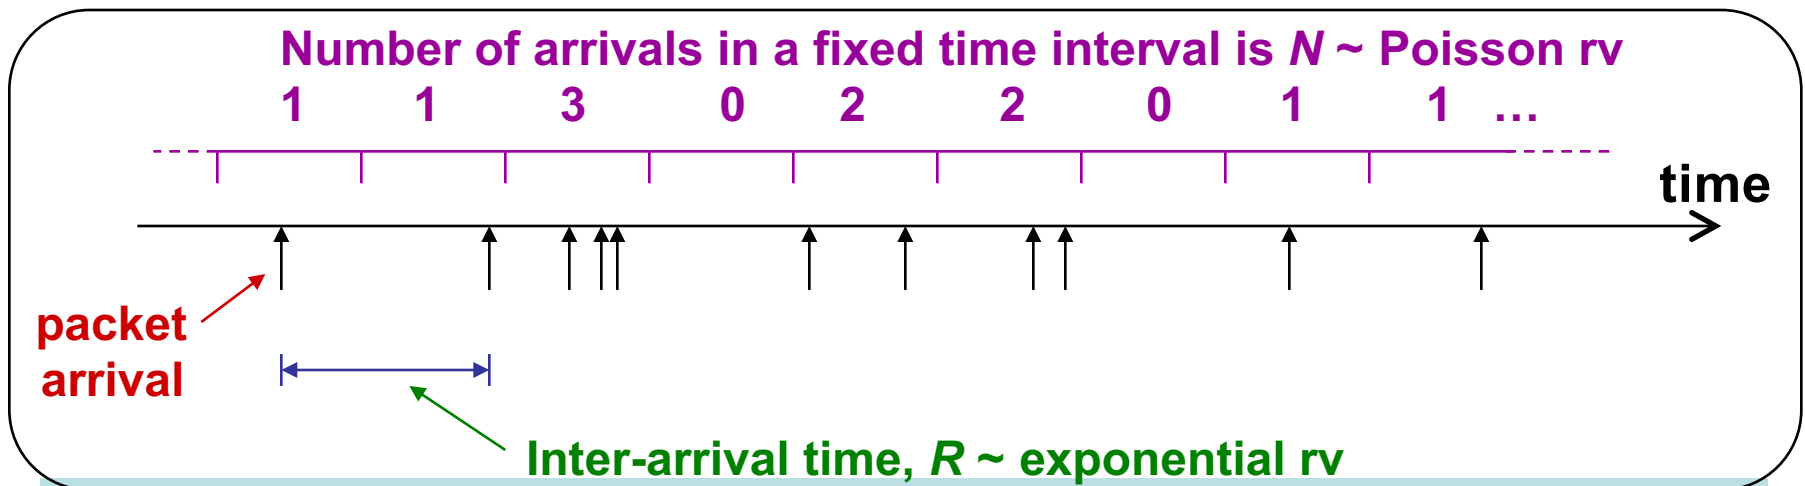 Number of arrivals in a fixed time interval is N ~ Poisson rv
1 1 3 0 2 2 0 1 1 …
time
packet
arrival
Inter-arrival time, R ~ exponential rv